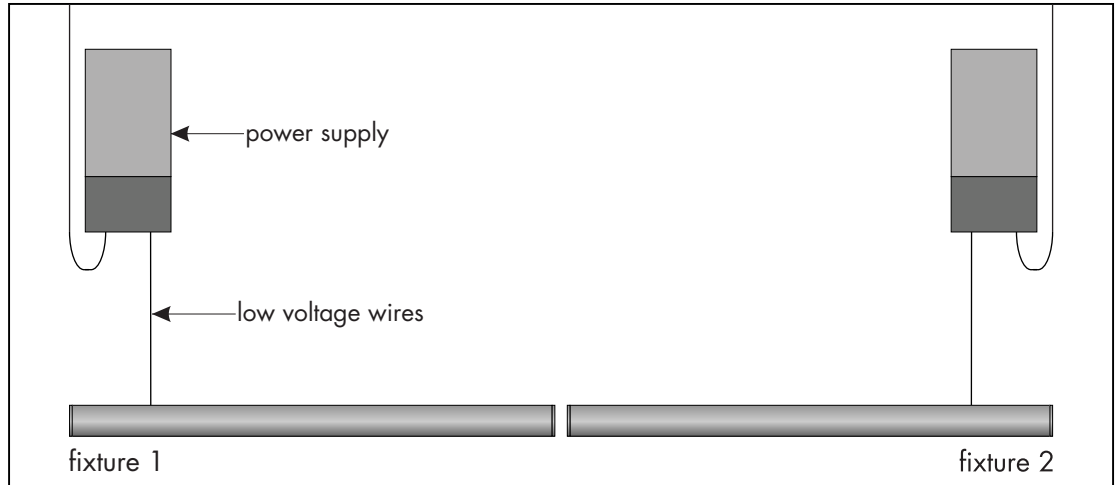 power supply
low voltage wires
fixture 1
fixture 2